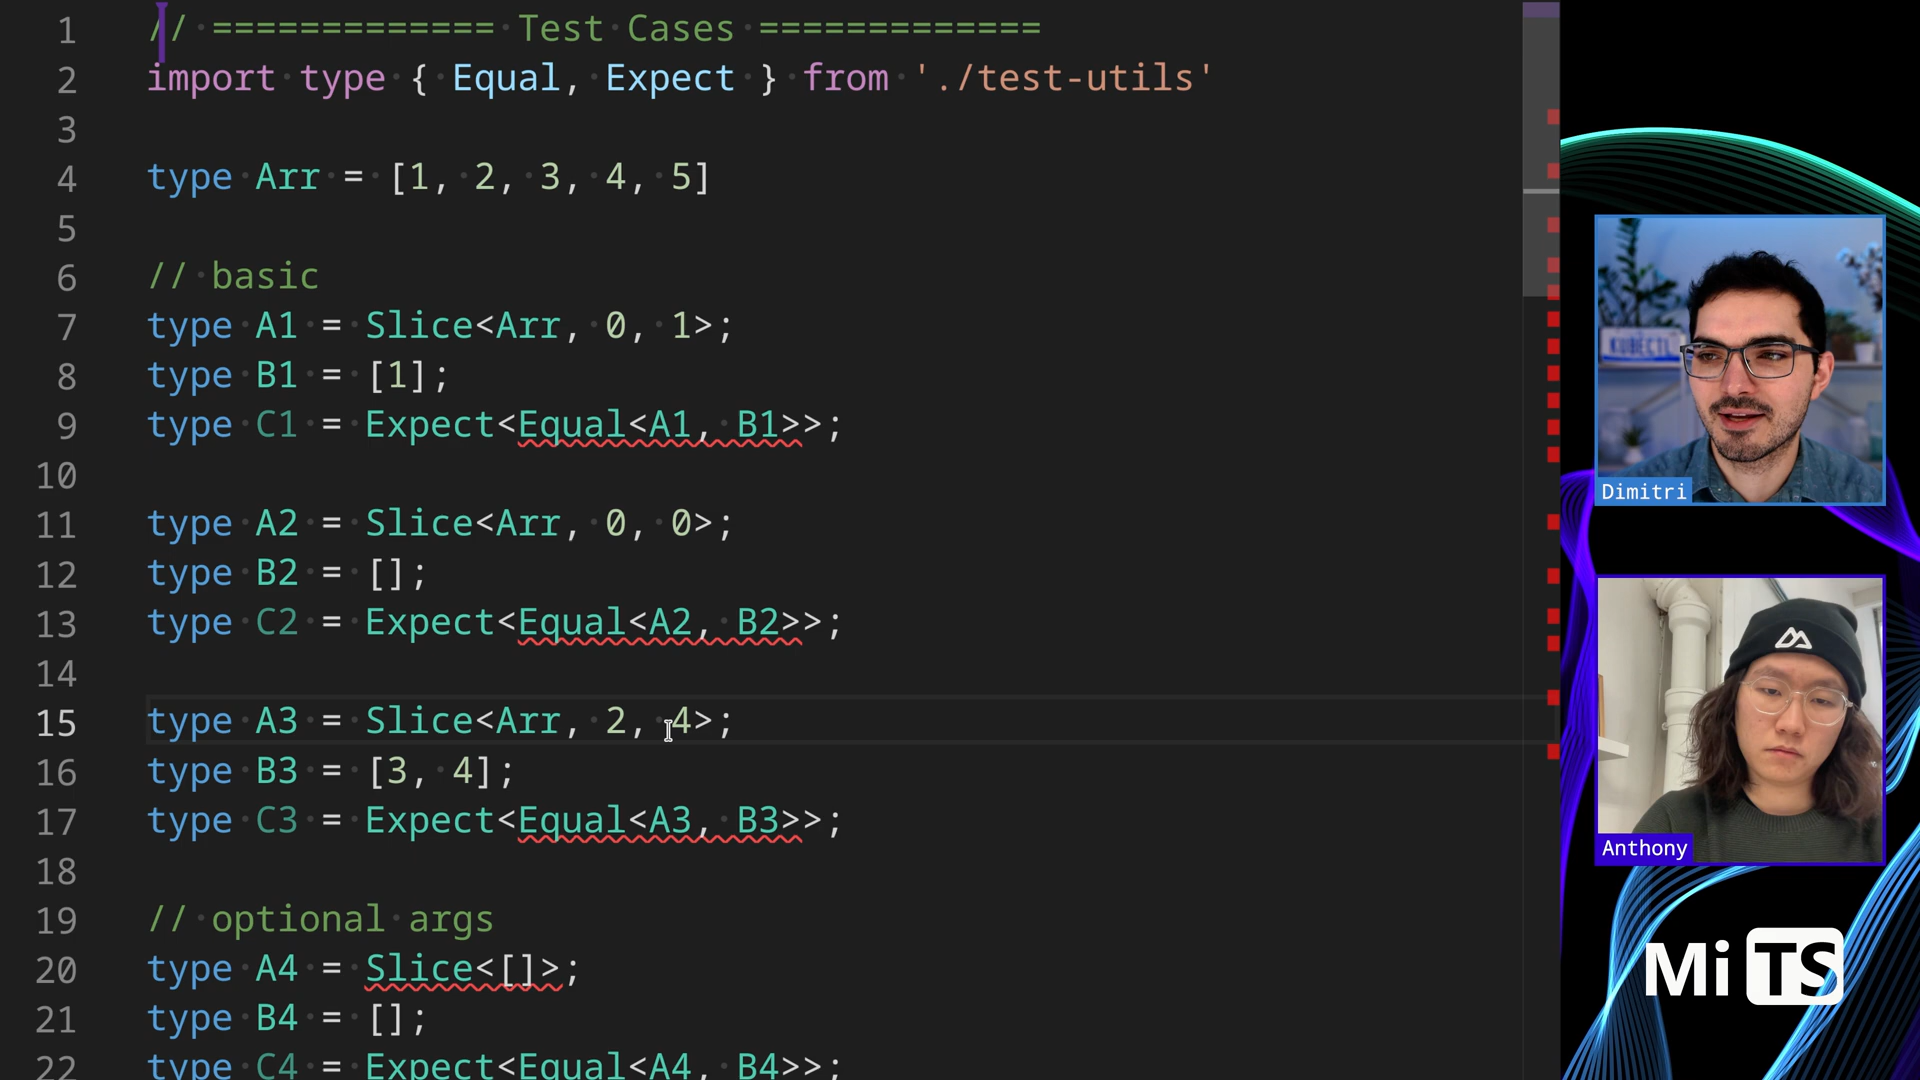 1 // ============= Test Cases =============
2 import type { Equal, Expect } from './test-utils'
3
4 type Arr = [1, 2, 3, 4, 5]
5
6 // basic
7 type A1 = Slice<Arr, 0, 1>;
8 type B1 = [1];
9 type C1 = Expect<Equal<A1, B1>>;
10
11 type A2 = Slice<Arr, 0, 0>;
12 type B2 = [];
13 type C2 = Expect<Equal<A2, B2>>;
14
15 type A3 = Slice<Arr, 2, 4>;
16 type B3 = [3, 4];
17 type C3 = Expect<Equal<A3, B3>>;
18
19 // optional args
20 type A4 = Slice<[]>;
21 type B4 = [];
22 type C4 = Expect<Equal<A4, B4>>;
KUBECTL
Dimitri
Anthony
Mi TS